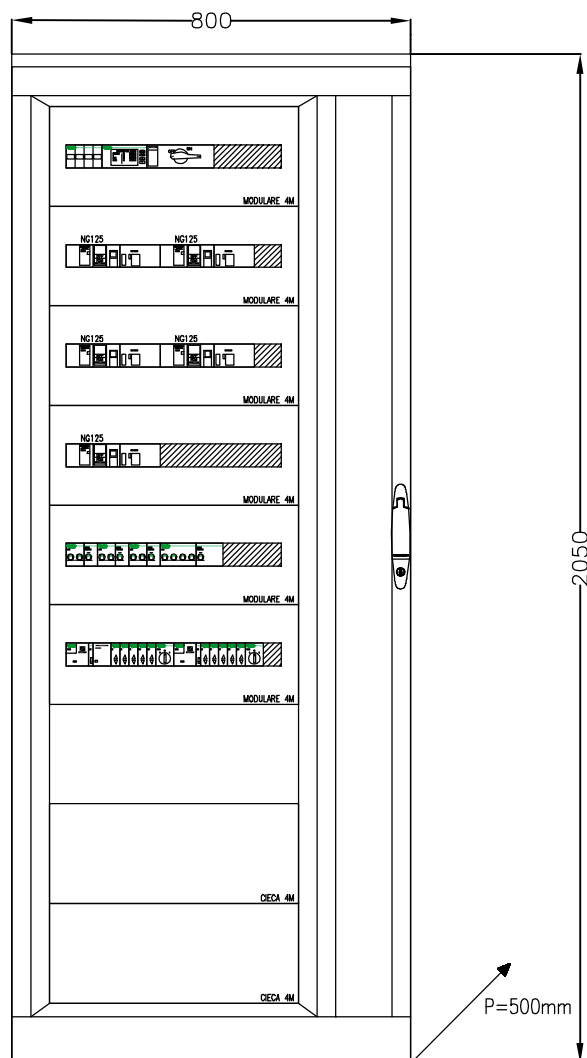 800
MODULARE 4M
NG125 NG125
MODULARE 4M
NG125 NG125
MODULARE 4M
NG125
MODULARE 4M
2050
MODULARE 4M
MODULARE 4M
CIECA 4M
P=500mm
CIECA 4M